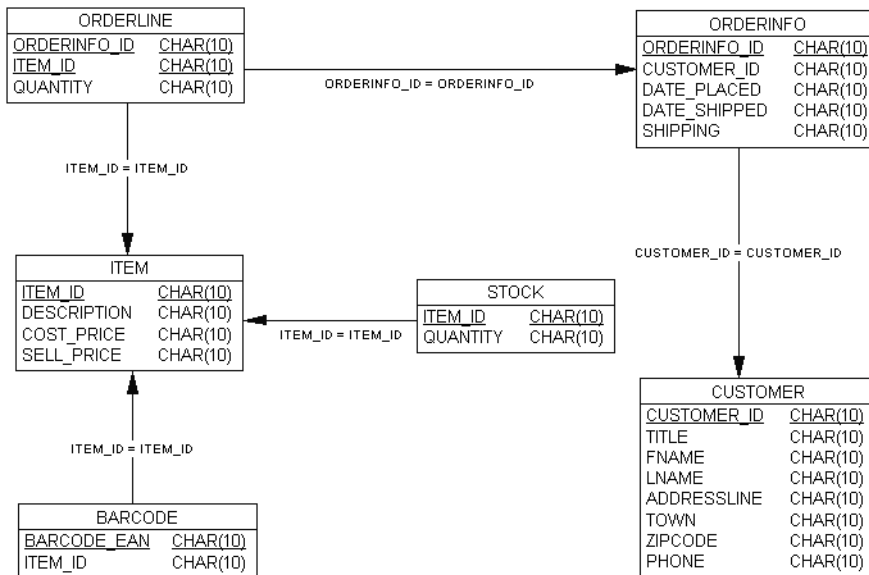 ORDERLINE
ORDERINFO_ID CHAR(10)
ITEM_ID CHAR(10)
QUANTITY CHAR(10)
ORDERINFO_ID = ORDERINFO_ID
ORDERINFO
ORDERINFO_ID CHAR(10)
CUSTOMER_ID CHAR(10)
DATE_PLACED CHAR(10)
DATE_SHIPPED CHAR(10)
SHIPPING CHAR(10)
ITEM_ID = ITEM_ID
CUSTOMER_ID = CUSTOMER_ID
ITEM
ITEM_ID CHAR(10)
DESCRIPTION CHAR(10)
COST_PRICE CHAR(10)
SELL_PRICE CHAR(10)
ITEM_ID = ITEM_ID
STOCK
ITEM_ID CHAR(10)
QUANTITY CHAR(10)
CUSTOMER
CUSTOMER_ID CHAR(10)
TITLE CHAR(10)
FNAME CHAR(10)
LNAME CHAR(10)
ADDRESSLINE CHAR(10)
TOWN CHAR(10)
ZIPCODE CHAR(10)
PHONE CHAR(10)
ITEM_ID = ITEM_ID
BARCODE
BARCODE_EAN CHAR(10)
ITEM_ID CHAR(10)